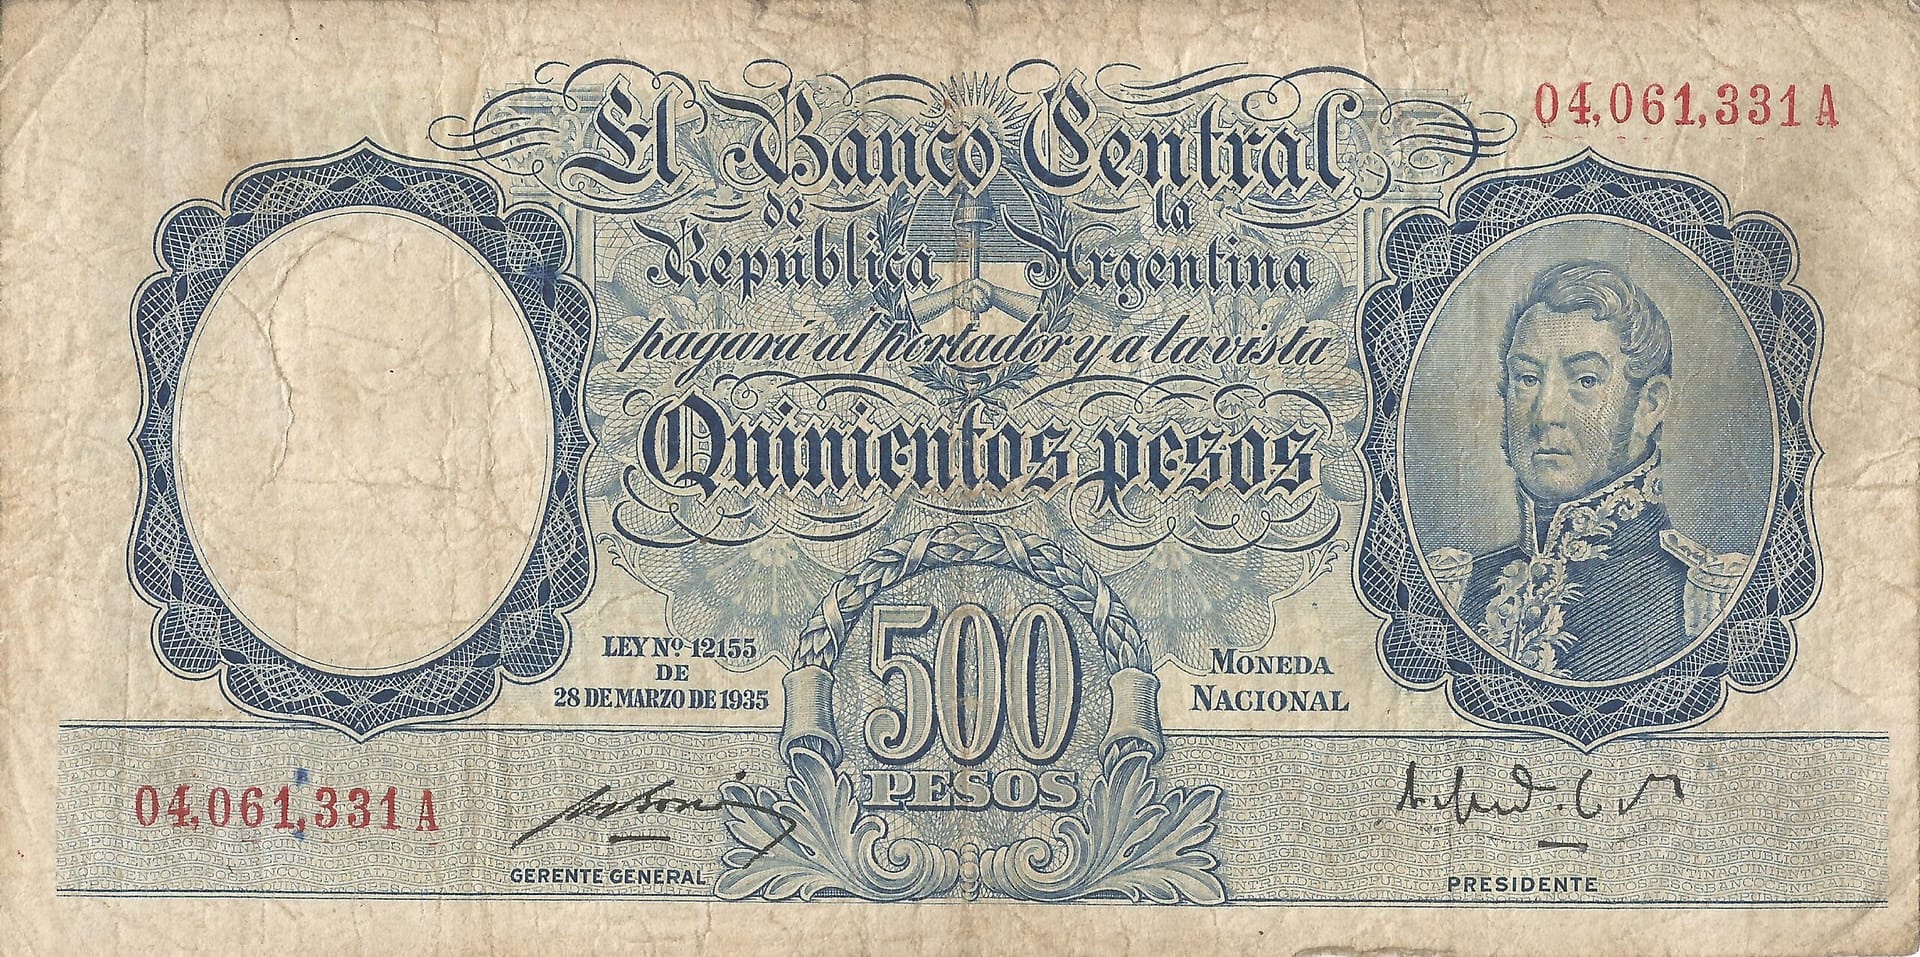 04,061,331 A
El Banco Central
de la
República Argentina
pagará al portador y a la vista
Quinientos pesos
LEY Nº 12155
DE
28 DE MARZO DE 1935
500
PESOS
MONEDA
NACIONAL
04,061,331 A
GERENTE GENERAL
PRESIDENTE